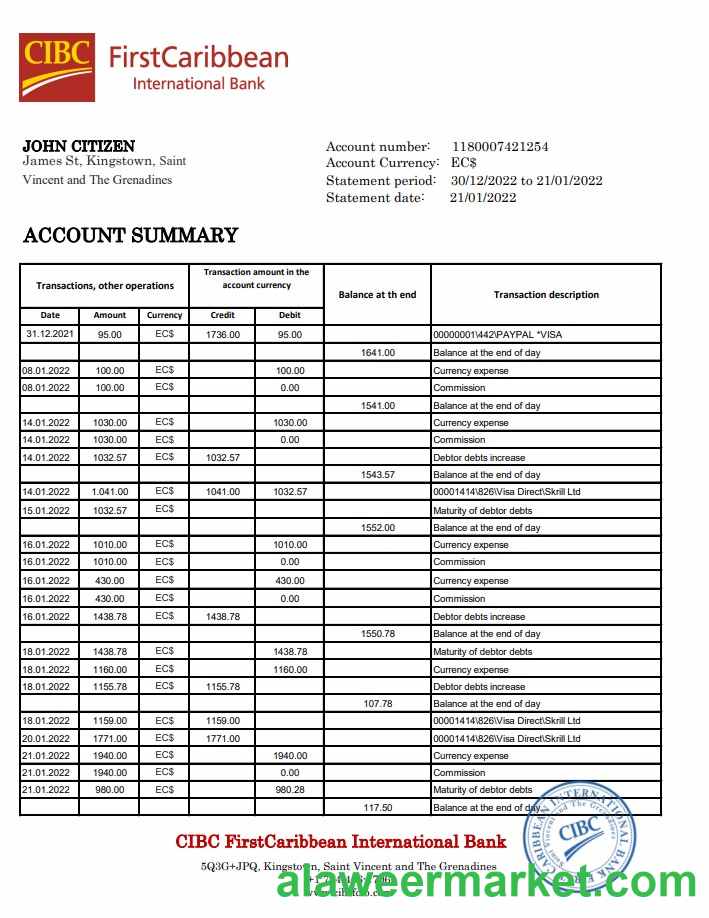 CIBC FirstCaribbean
International Bank
JOHN CITIZEN
James St, Kingstown, Saint
Vincent and The Grenadines
Account number: 1180007421254
Account Currency: EC$
Statement period: 30/12/2022 to 21/01/2022
Statement date: 21/01/2022
ACCOUNT SUMMARY
Transactions, other operations Transaction amount in the account currency Balance at th end Transaction description
Date Amount Currency Credit Debit
31.12.2021 95.00 EC$ 1736.00 95.00 00000001\442\PAYPAL *VISA
1641.00 Balance at the end of day
08.01.2022 100.00 EC$ 100.00 Currency expense
08.01.2022 100.00 EC$ 0.00 Commission
1541.00 Balance at the end of day
14.01.2022 1030.00 EC$ 1030.00 Currency expense
14.01.2022 1030.00 EC$ 0.00 Commission
14.01.2022 1032.57 EC$ 1032.57 Debtor debts increase
1543.57 Balance at the end of day
14.01.2022 1.041.00 EC$ 1041.00 1032.57 00001414\826\Visa Direct\Skrill Ltd
15.01.2022 1032.57 EC$ Maturity of debtor debts
1552.00 Balance at the end of day
16.01.2022 1010.00 EC$ 1010.00 Currency expense
16.01.2022 1010.00 EC$ 0.00 Commission
16.01.2022 430.00 EC$ 430.00 Currency expense
16.01.2022 430.00 EC$ 0.00 Commission
16.01.2022 1438.78 EC$ 1438.78 Debtor debts increase
1550.78 Balance at the end of day
18.01.2022 1438.78 EC$ 1438.78 Maturity of debtor debts
18.01.2022 1160.00 EC$ 1160.00 Currency expense
18.01.2022 1155.78 EC$ 1155.78 Debtor debts increase
107.78 Balance at the end of day
18.01.2022 1159.00 EC$ 1159.00 00001414\826\Visa Direct\Skrill Ltd
20.01.2022 1771.00 EC$ 1771.00 00001414\826\Visa Direct\Skrill Ltd
21.01.2022 1940.00 EC$ 1940.00 Currency expense
21.01.2022 1940.00 EC$ 0.00 Commission
21.01.2022 980.00 EC$ 980.28 Maturity of debtor debts
117.50 Balance at the end of day
CIBC FirstCaribbean International Bank
5Q3G+JPQ, Kingstown, Saint Vincent and The Grenadines
CIBC
Saint Vincent and The Grenadines
alaweermarket.com